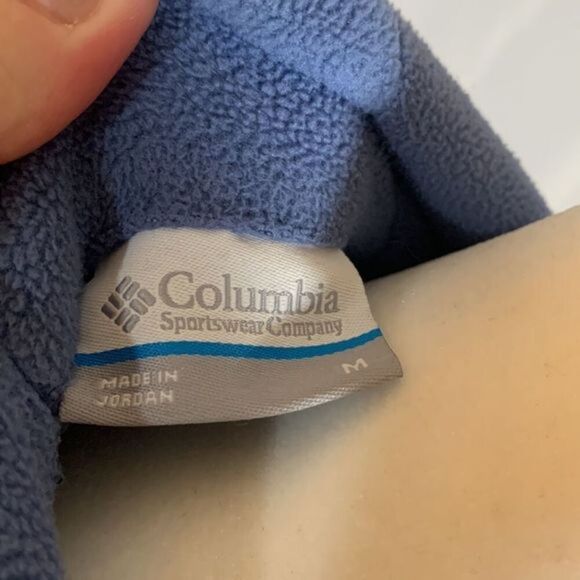 Columbia
Sportswear Company
MADE IN
JORDAN
M